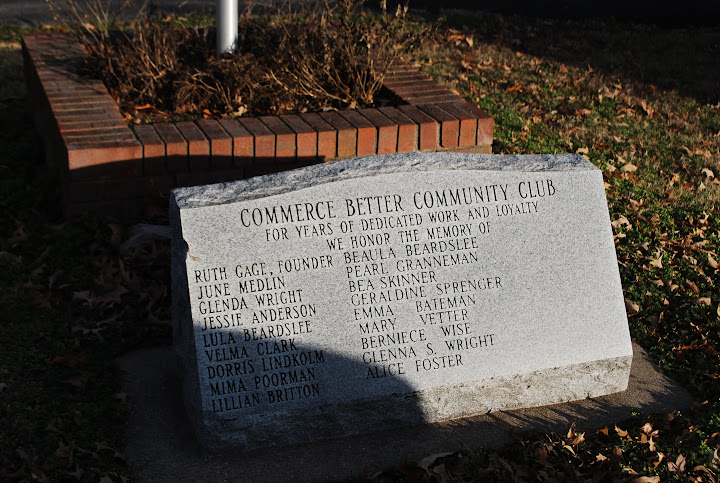 COMMERCE BETTER COMMUNITY CLUB
FOR YEARS OF DEDICATED WORK AND LOYALTY
WE HONOR THE MEMORY OF
RUTH GAGE, FOUNDER
JUNE MEDLIN
GLENDA WRIGHT
JESSIE ANDERSON
LULA BEARDSLEE
VELMA CLARK
DORRIS LINDKOLM
MIMA POORMAN
LILLIAN BRITTON
BEAULA BEARDSLEE
PEARL GRANNEMAN
BEA SKINNER
GERALDINE SPRENGER
EMMA BATEMAN
MARY VETTER
BERNIECE WISE
GLENNA S. WRIGHT
ALICE FOSTER